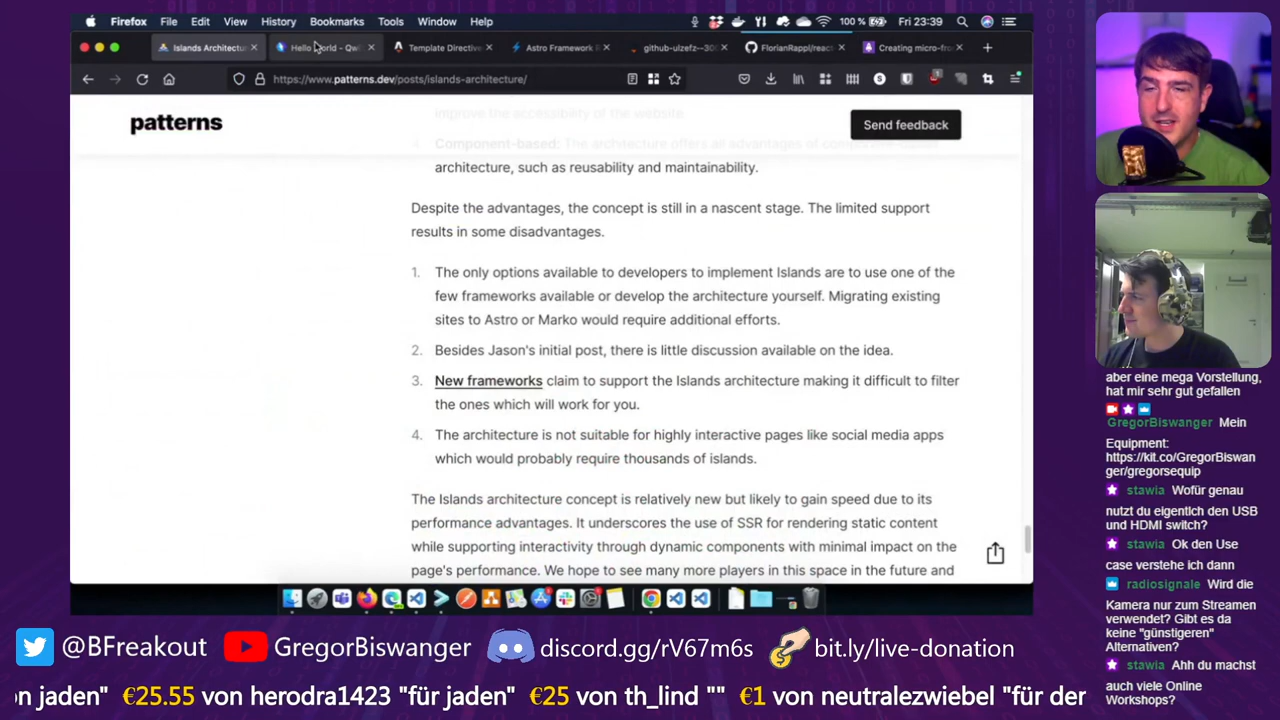 Firefox File Edit View History Bookmarks Tools Window Help 100 % Fri 23:39
Islands Architectu Hello World - Qwi Template Directive Astro Framework R github-ulzefz--300 FlorianRappl/react- Creating micro-fro
https://www.patterns.dev/posts/islands-architecture/
patterns
Send feedback
improve the accessibility of the website
architecture, such as reusability and maintainability.
Despite the advantages, the concept is still in a nascent stage. The limited support
results in some disadvantages.
1. The only options available to developers to implement Islands are to use one of the
few frameworks available or develop the architecture yourself. Migrating existing
sites to Astro or Marko would require additional efforts.
2. Besides Jason's initial post, there is little discussion available on the idea.
3. New frameworks claim to support the Islands architecture making it difficult to filter
the ones which will work for you.
4. The architecture is not suitable for highly interactive pages like social media apps
which would probably require thousands of islands.
The Islands architecture concept is relatively new but likely to gain speed due to its
performance advantages. It underscores the use of SSR for rendering static content
while supporting interactivity through dynamic components with minimal impact on the
page's performance. We hope to see many more players in this space in the future and
aber eine mega Vorstellung,
hat mir sehr gut gefallen
GregorBiswanger Mein
Equipment:
https://kit.co/GregorBiswan
ger/gregorsequip
stawia Wofür genau
nutzt du eigentlich den USB
und HDMI switch?
stawia Ok den Use
case verstehe ich dann
radiosignale Wird die
Kamera nur zum Streamen
verwendet? Gibt es da
keine "günstigeren"
Alternativen?
stawia Ahh du machst
auch viele Online
Workshops?
@BFreakout GregorBiswanger discord.gg/rV67m6s bit.ly/live-donation
on jaden" €25.55 von herodra1423 "für jaden" €25 von th_lind "" €1 von neutralezwiebel "für der